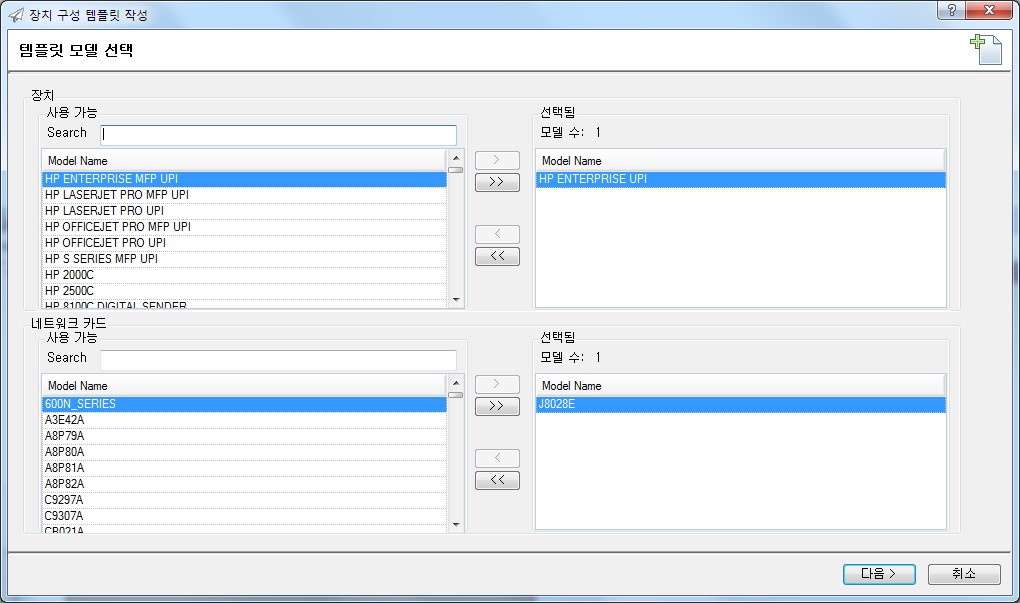 장치 구성 템플릿 작성
템플릿 모델 선택
장치
사용 가능
Search
Model Name
HP ENTERPRISE MFP UPI
HP LASERJET PRO MFP UPI
HP LASERJET PRO UPI
HP OFFICEJET PRO MFP UPI
HP OFFICEJET PRO UPI
HP S SERIES MFP UPI
HP 2000C
HP 2500C
HP 8100C DIGITAL SENDER
>
>>
<
<<
선택됨
모델 수: 1
Model Name
HP ENTERPRISE UPI
네트워크 카드
사용 가능
Search
Model Name
600N_SERIES
A3E42A
A8P79A
A8P80A
A8P81A
A8P82A
C9297A
C9307A
CB021A
>
>>
<
<<
선택됨
모델 수: 1
Model Name
J8028E
다음 >
취소